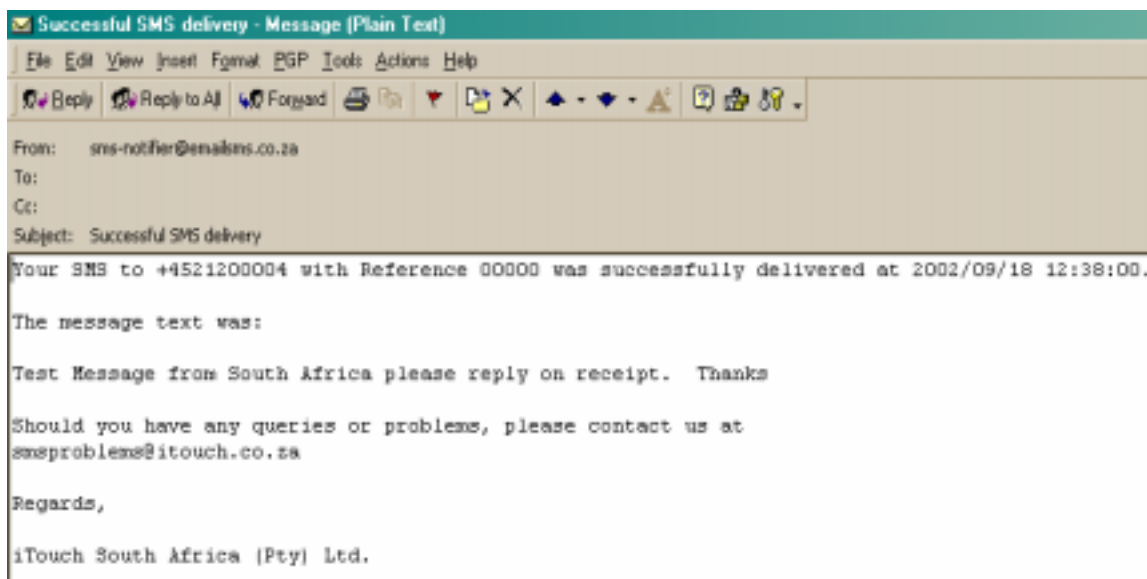 Successful SMS delivery - Message (Plain Text)
File Edit View Insert Format PGP Tools Actions Help
Reply Reply to All Forward
From: sms-notifier@emailsms.co.za
To:
Cc:
Subject: Successful SMS delivery
Your SMS to +4521200004 with Reference 00000 was successfully delivered at 2002/09/18 12:38:00.
The message text was:
Test Message from South Africa please reply on receipt. Thanks
Should you have any queries or problems, please contact us at
smsproblems@itouch.co.za
Regards,
iTouch South Africa (Pty) Ltd.